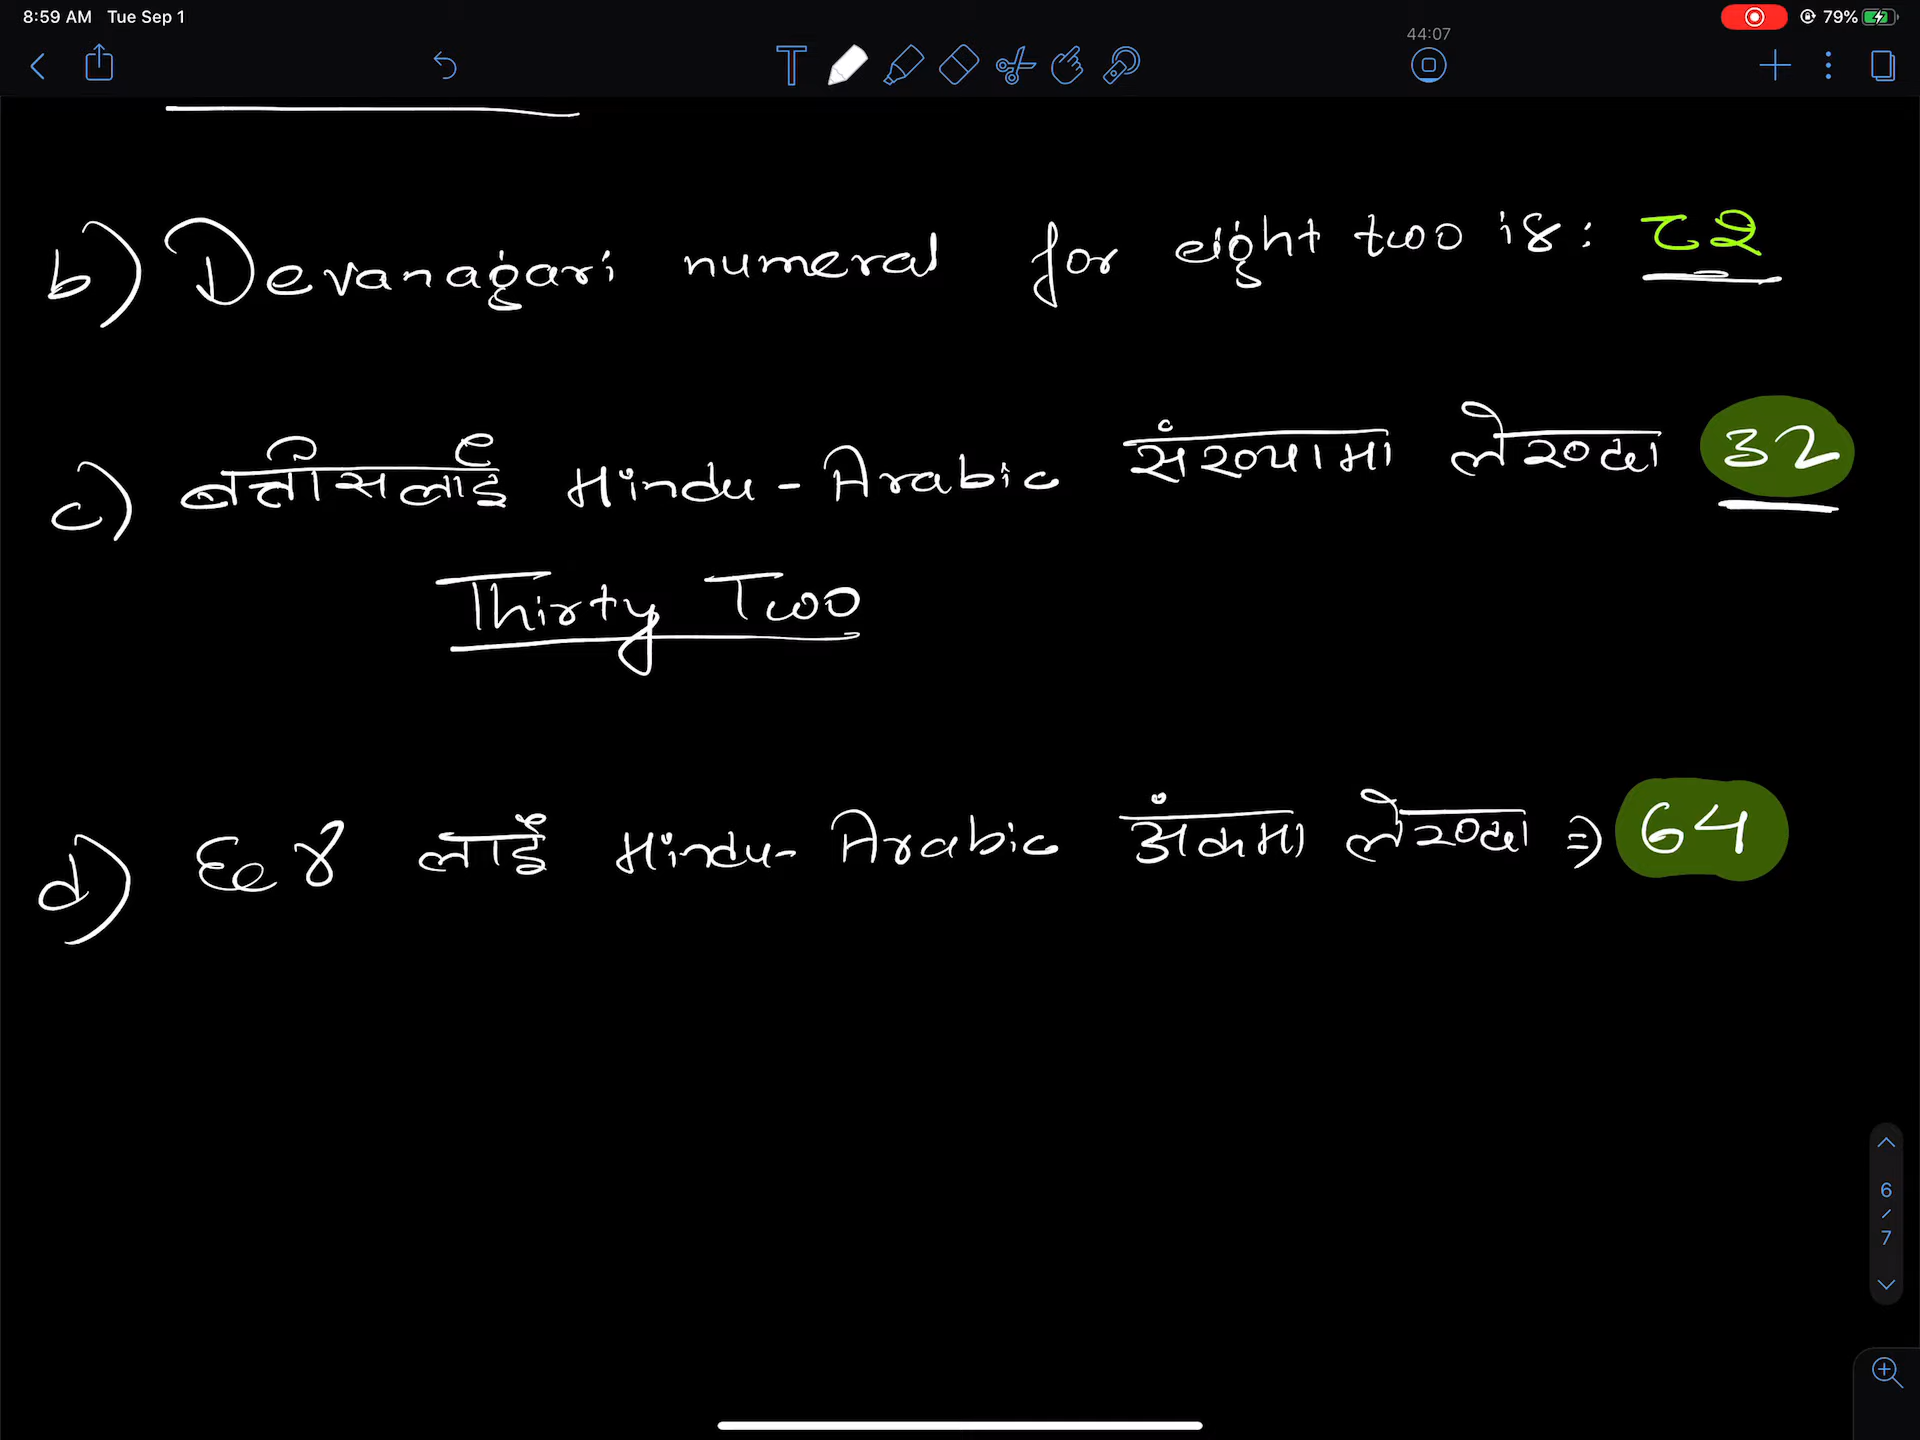 8:59 AM Tue Sep 1
79%
44:07
b) Devanagari numeral for eight two is: ८२
c) बत्तीसलाई Hindu-Arabic संख्यामा लेख्दा 32
Thirty Two
d) ६४ लाई Hindu-Arabic अंकमा लेख्दा ⇒ 64
6
/
7